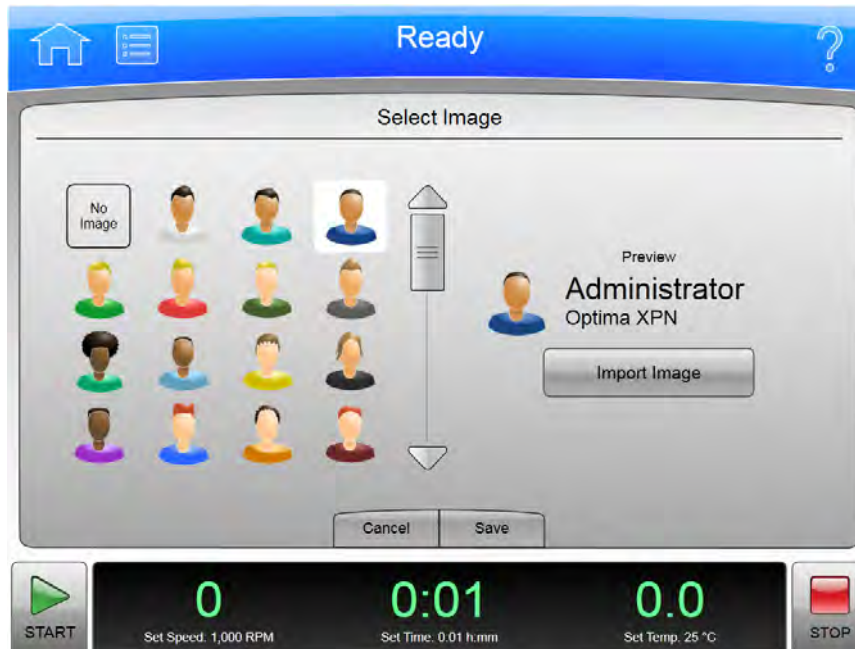 Ready
?
Select Image
No
Image
Preview
Administrator
Optima XPN
Import Image
Cancel
Save
START
0
Set Speed: 1,000 RPM
0:01
Set Time: 0:01 h:mm
0.0
Set Temp: 25 °C
STOP